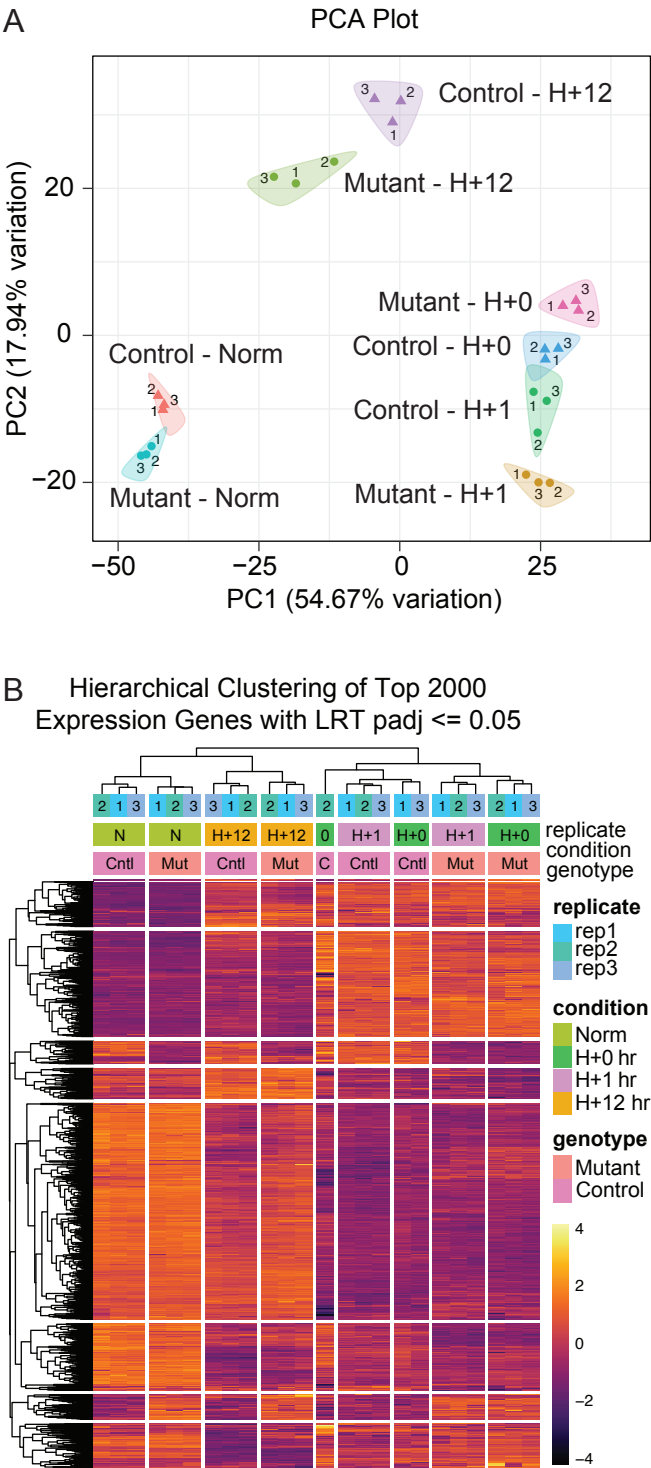 A
PCA Plot
3 2 1
Control - H+12
3 1 2
Mutant - H+12
20
Mutant - H+0
1 3 2
Control - H+0
2 3 1
0
Control - Norm
2 3 1
Control - H+1
1 3 2
1 3 2
Mutant - Norm
Mutant - H+1
1 3 2
−20
PC2 (17.94% variation)
−50 −25 0 25
PC1 (54.67% variation)
B
Hierarchical Clustering of Top 2000
Expression Genes with LRT padj <= 0.05
2 1 3 1 2 3 3 1 2 2 1 3 2 1 2 3 1 3 1 2 3 1 2 3
replicate
N N H+12 H+12 0 H+1 H+0 H+1 H+0
condition
Cntl Mut Cntl Mut C Cntl Cntl Mut Mut
genotype
replicate
rep1
rep2
rep3
condition
Norm
H+0 hr
H+1 hr
H+12 hr
genotype
Mutant
Control
4
2
0
−2
−4